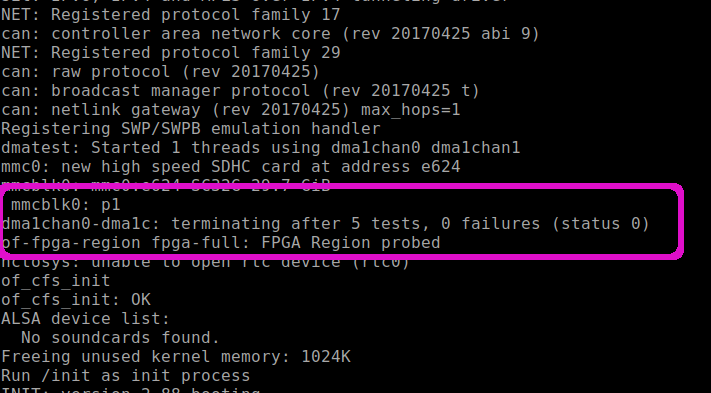 NET: Registered protocol family 17
can: controller area network core (rev 20170425 abi 9)
NET: Registered protocol family 29
can: raw protocol (rev 20170425)
can: broadcast manager protocol (rev 20170425 t)
can: netlink gateway (rev 20170425) max_hops=1
Registering SWP/SWPB emulation handler
dmatest: Started 1 threads using dma1chan0 dma1chan1
mmc0: new high speed SDHC card at address e624
mmcblk0: mmc0:e624 SC32G 29.7 GiB
mmcblk0: p1
dma1chan0-dma1c: terminating after 5 tests, 0 failures (status 0)
of-fpga-region fpga-full: FPGA Region probed
hctosys: unable to open rtc device (rtc0)
of_cfs_init
of_cfs_init: OK
ALSA device list:
No soundcards found.
Freeing unused kernel memory: 1024K
Run /init as init process
INIT: version 2.88 booting